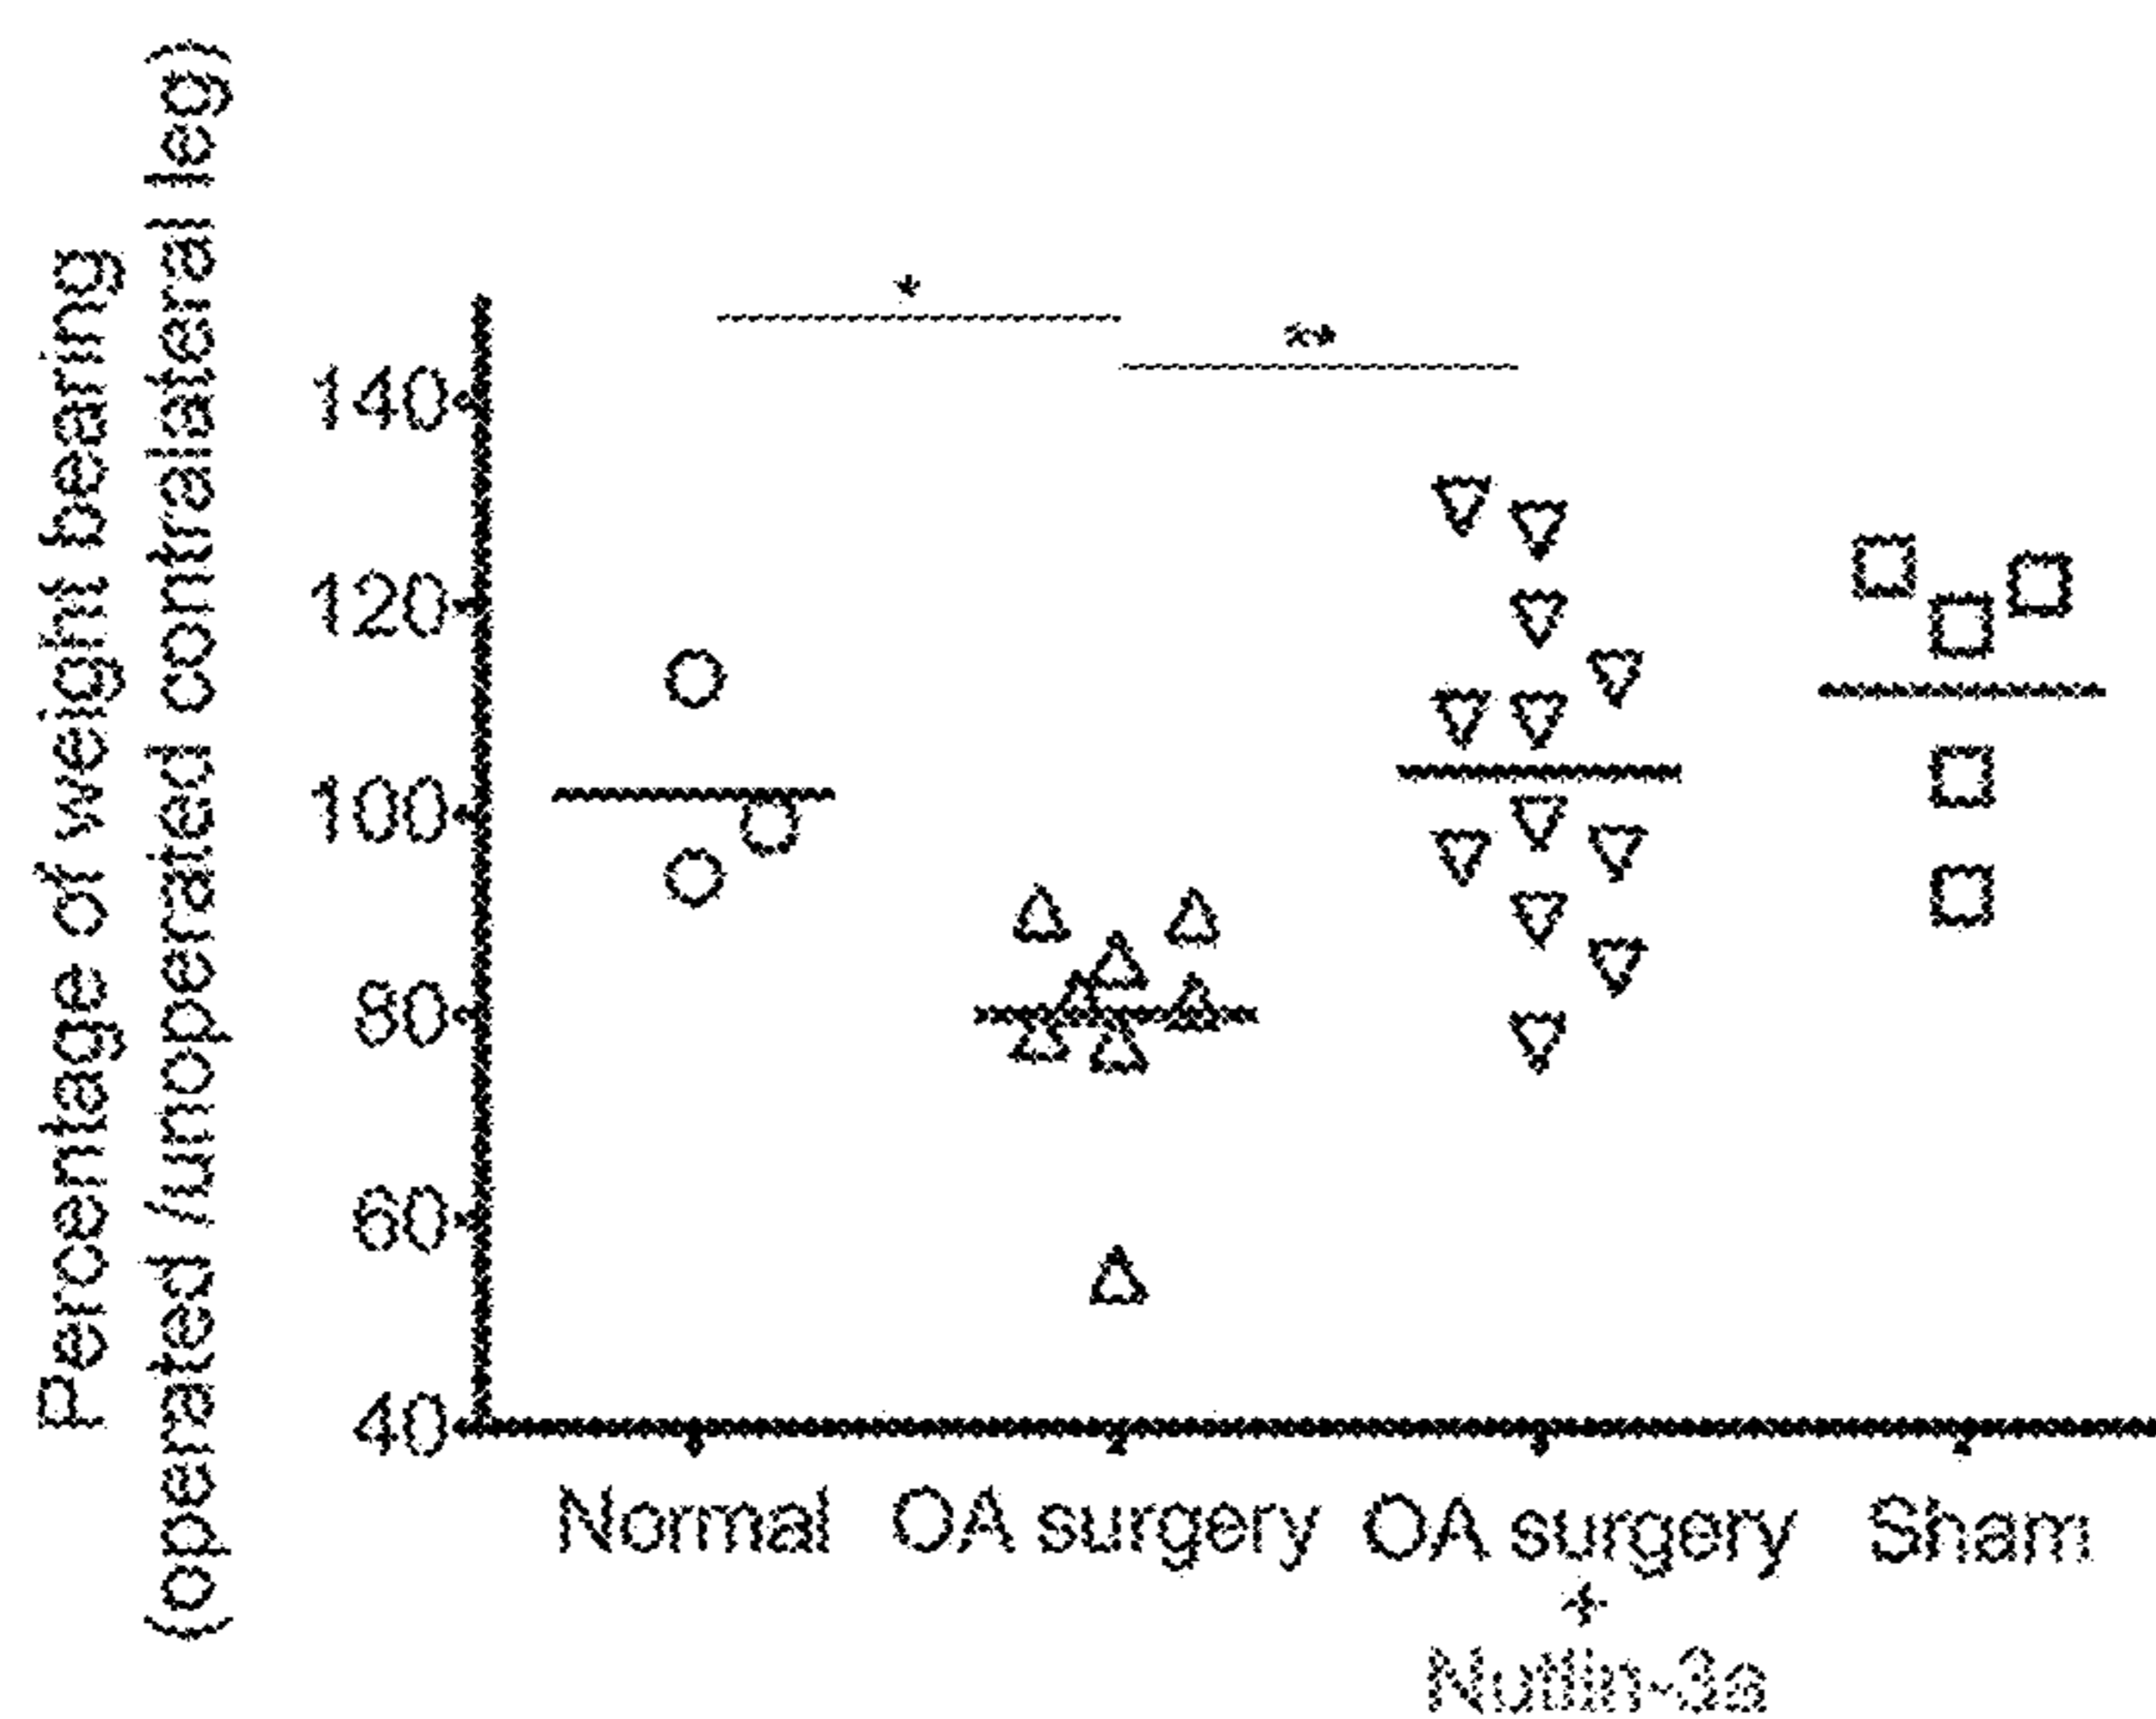 Percentage of weight bearing
(operated /unoperated contralateral leg)
*
**
140
120
100
80
60
40
Normal OA surgery OA surgery Sham
+
Nutlin-3a